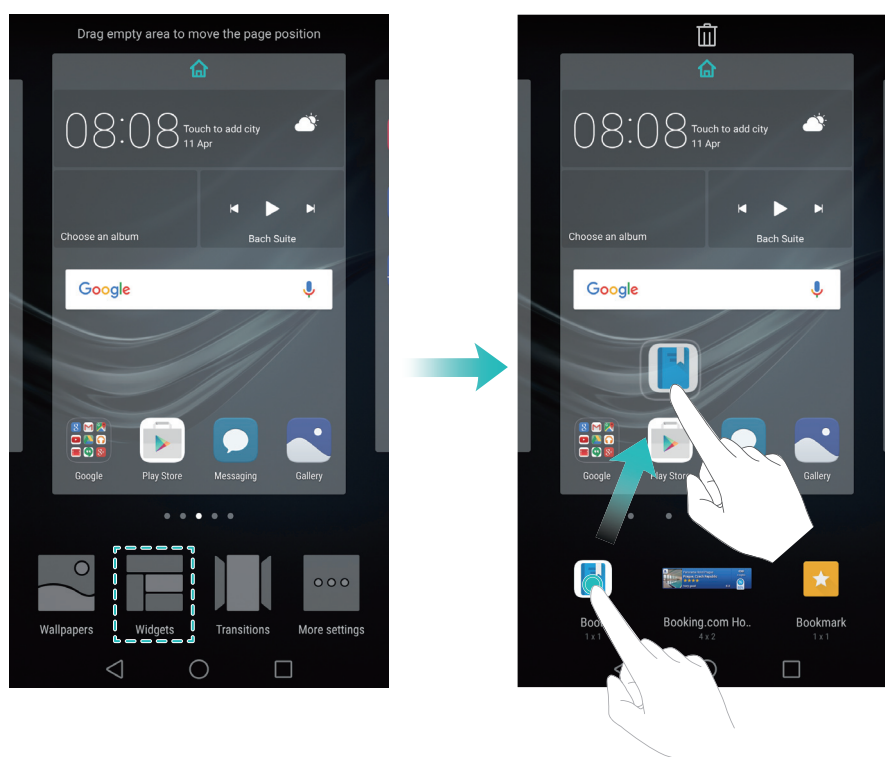 Drag empty area to move the page position
08:08
Touch to add city
11 Apr
Choose an album
Bach Suite
Google
Google
Play Store
Messaging
Gallery
Wallpapers
Widgets
Transitions
More settings
08:08
Touch to add city
11 Apr
Choose an album
Bach Suite
Google
Google
Play Store
Gallery
Boo
Booking.com Ho..
Bookmark
1 x 1
4 x 2
1 x 1